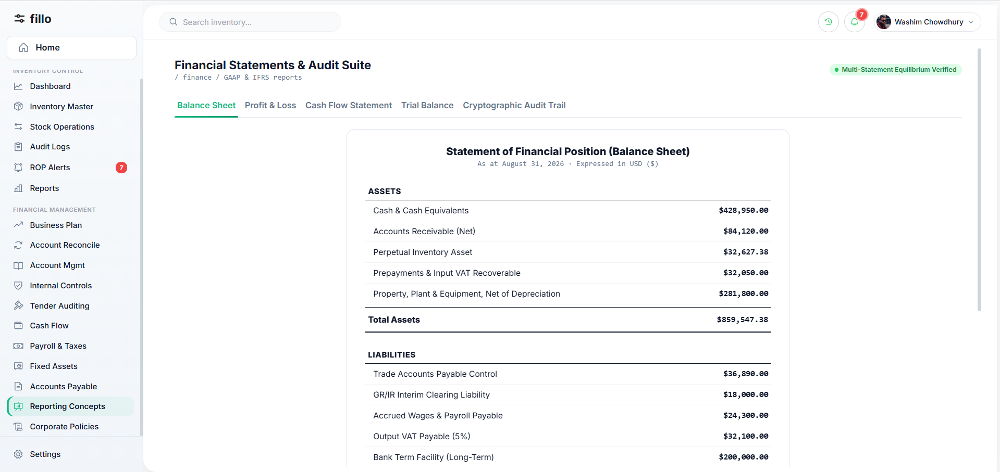 fillo
Home
INVENTORY CONTROL
Dashboard
Inventory Master
Stock Operations
Audit Logs
ROP Alerts 7
Reports
FINANCIAL MANAGEMENT
Business Plan
Account Reconcile
Account Mgmt
Internal Controls
Tender Auditing
Cash Flow
Payroll & Taxes
Fixed Assets
Accounts Payable
Reporting Concepts
Corporate Policies
Settings
Search inventory...
7
Washim Chowdhury
Financial Statements & Audit Suite
/ finance / GAAP & IFRS reports
Multi-Statement Equilibrium Verified
Balance Sheet Profit & Loss Cash Flow Statement Trial Balance Cryptographic Audit Trail
Statement of Financial Position (Balance Sheet)
As at August 31, 2026 · Expressed in USD ($)
ASSETS
Cash & Cash Equivalents $428,950.00
Accounts Receivable (Net) $84,120.00
Perpetual Inventory Asset $32,627.38
Prepayments & Input VAT Recoverable $32,050.00
Property, Plant & Equipment, Net of Depreciation $281,800.00
Total Assets $859,547.38
LIABILITIES
Trade Accounts Payable Control $36,890.00
GR/IR Interim Clearing Liability $18,000.00
Accrued Wages & Payroll Payable $24,300.00
Output VAT Payable (5%) $32,100.00
Bank Term Facility (Long-Term) $200,000.00